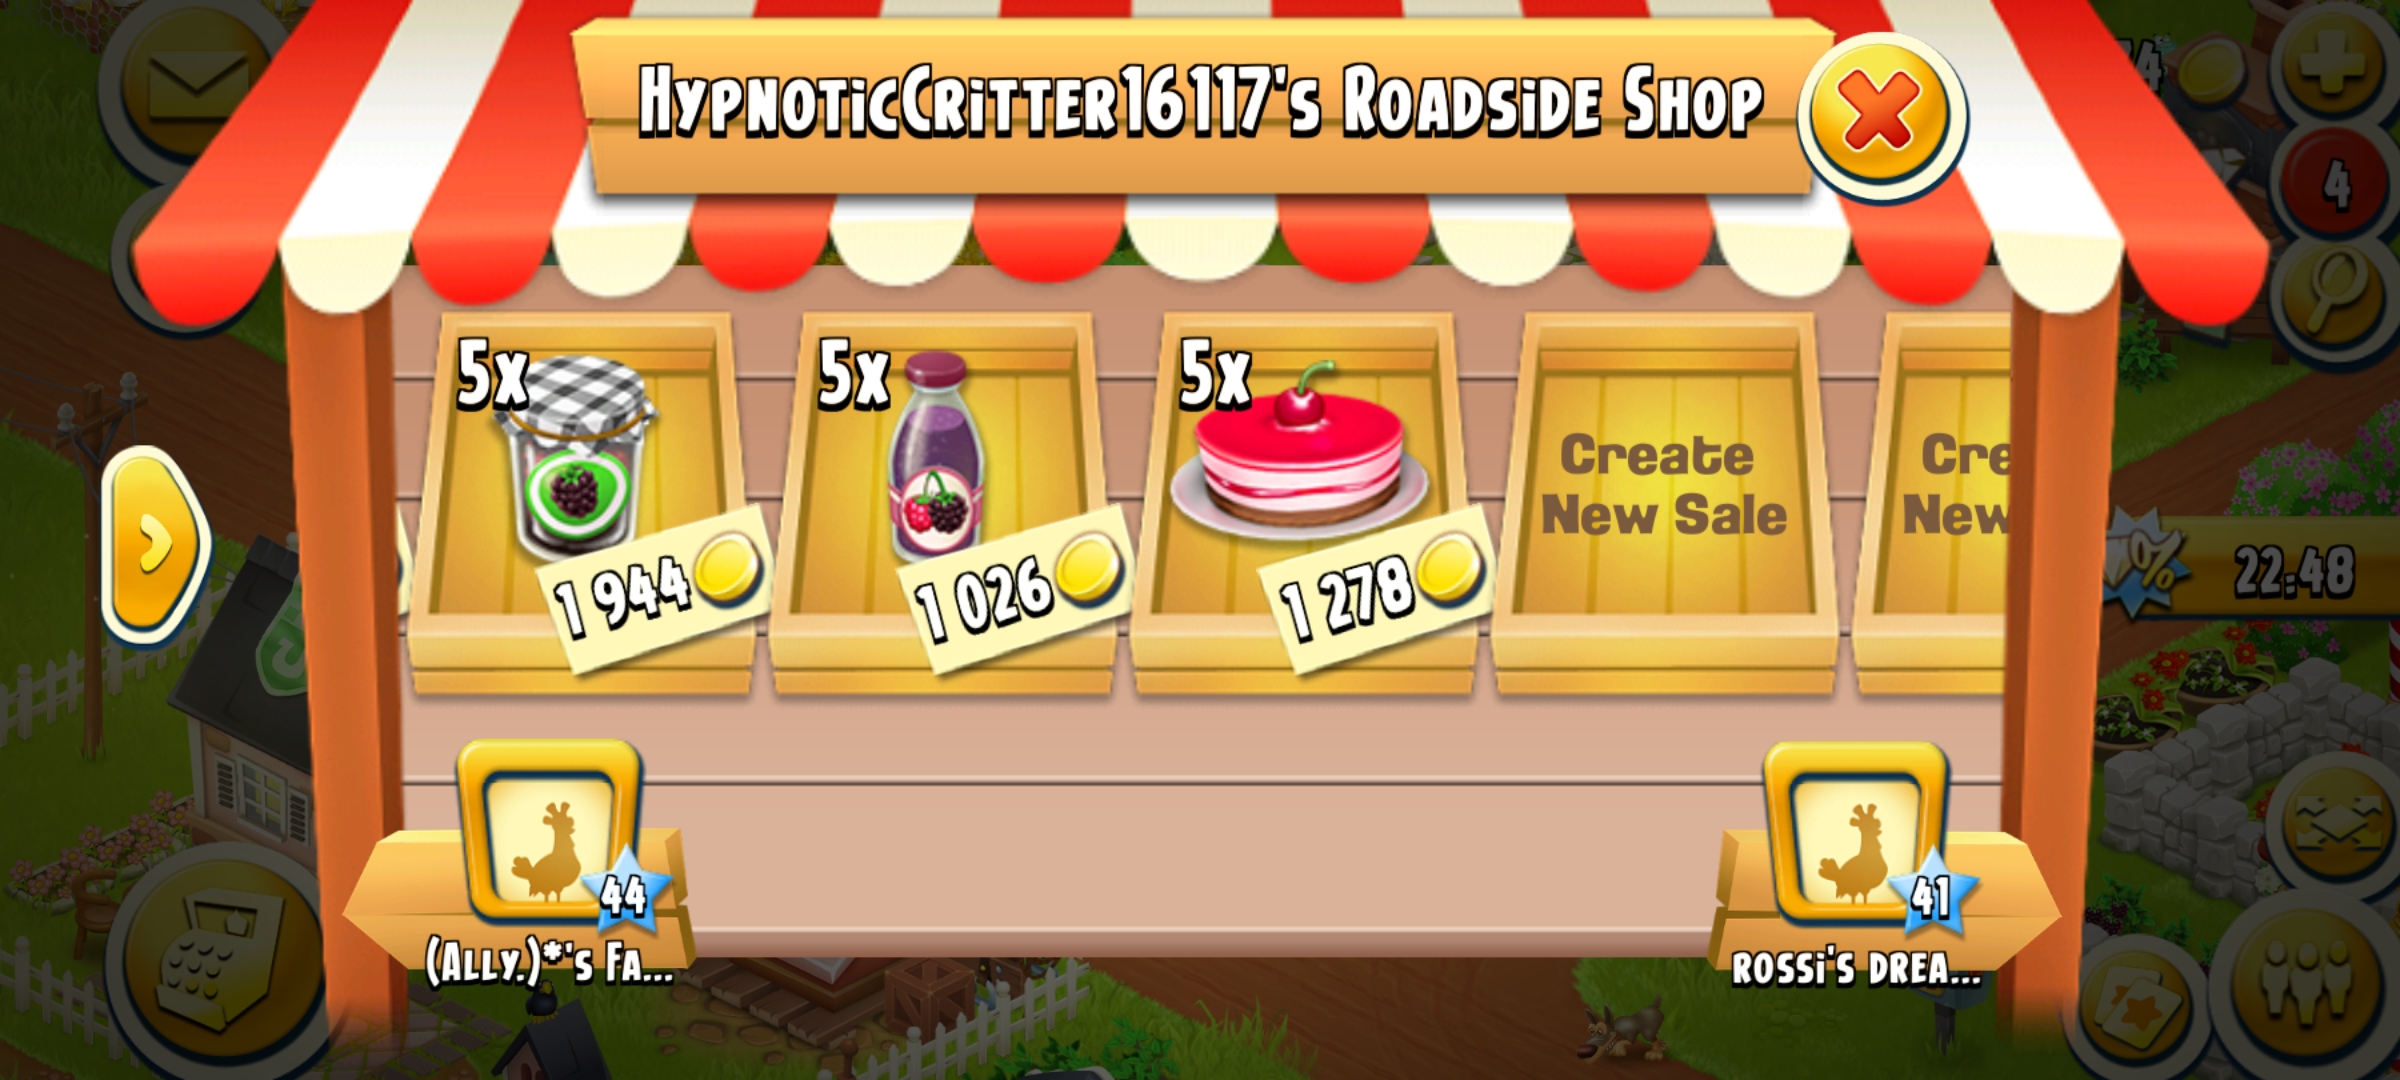 HypnoticCritter16117's Roadside Shop
4
5x
5x
5x
Create
New Sale
Cre
New
1 944
1 026
1 278
22:48
44
41
(Ally.)*'s Fa...
ROSSi'S DREA...